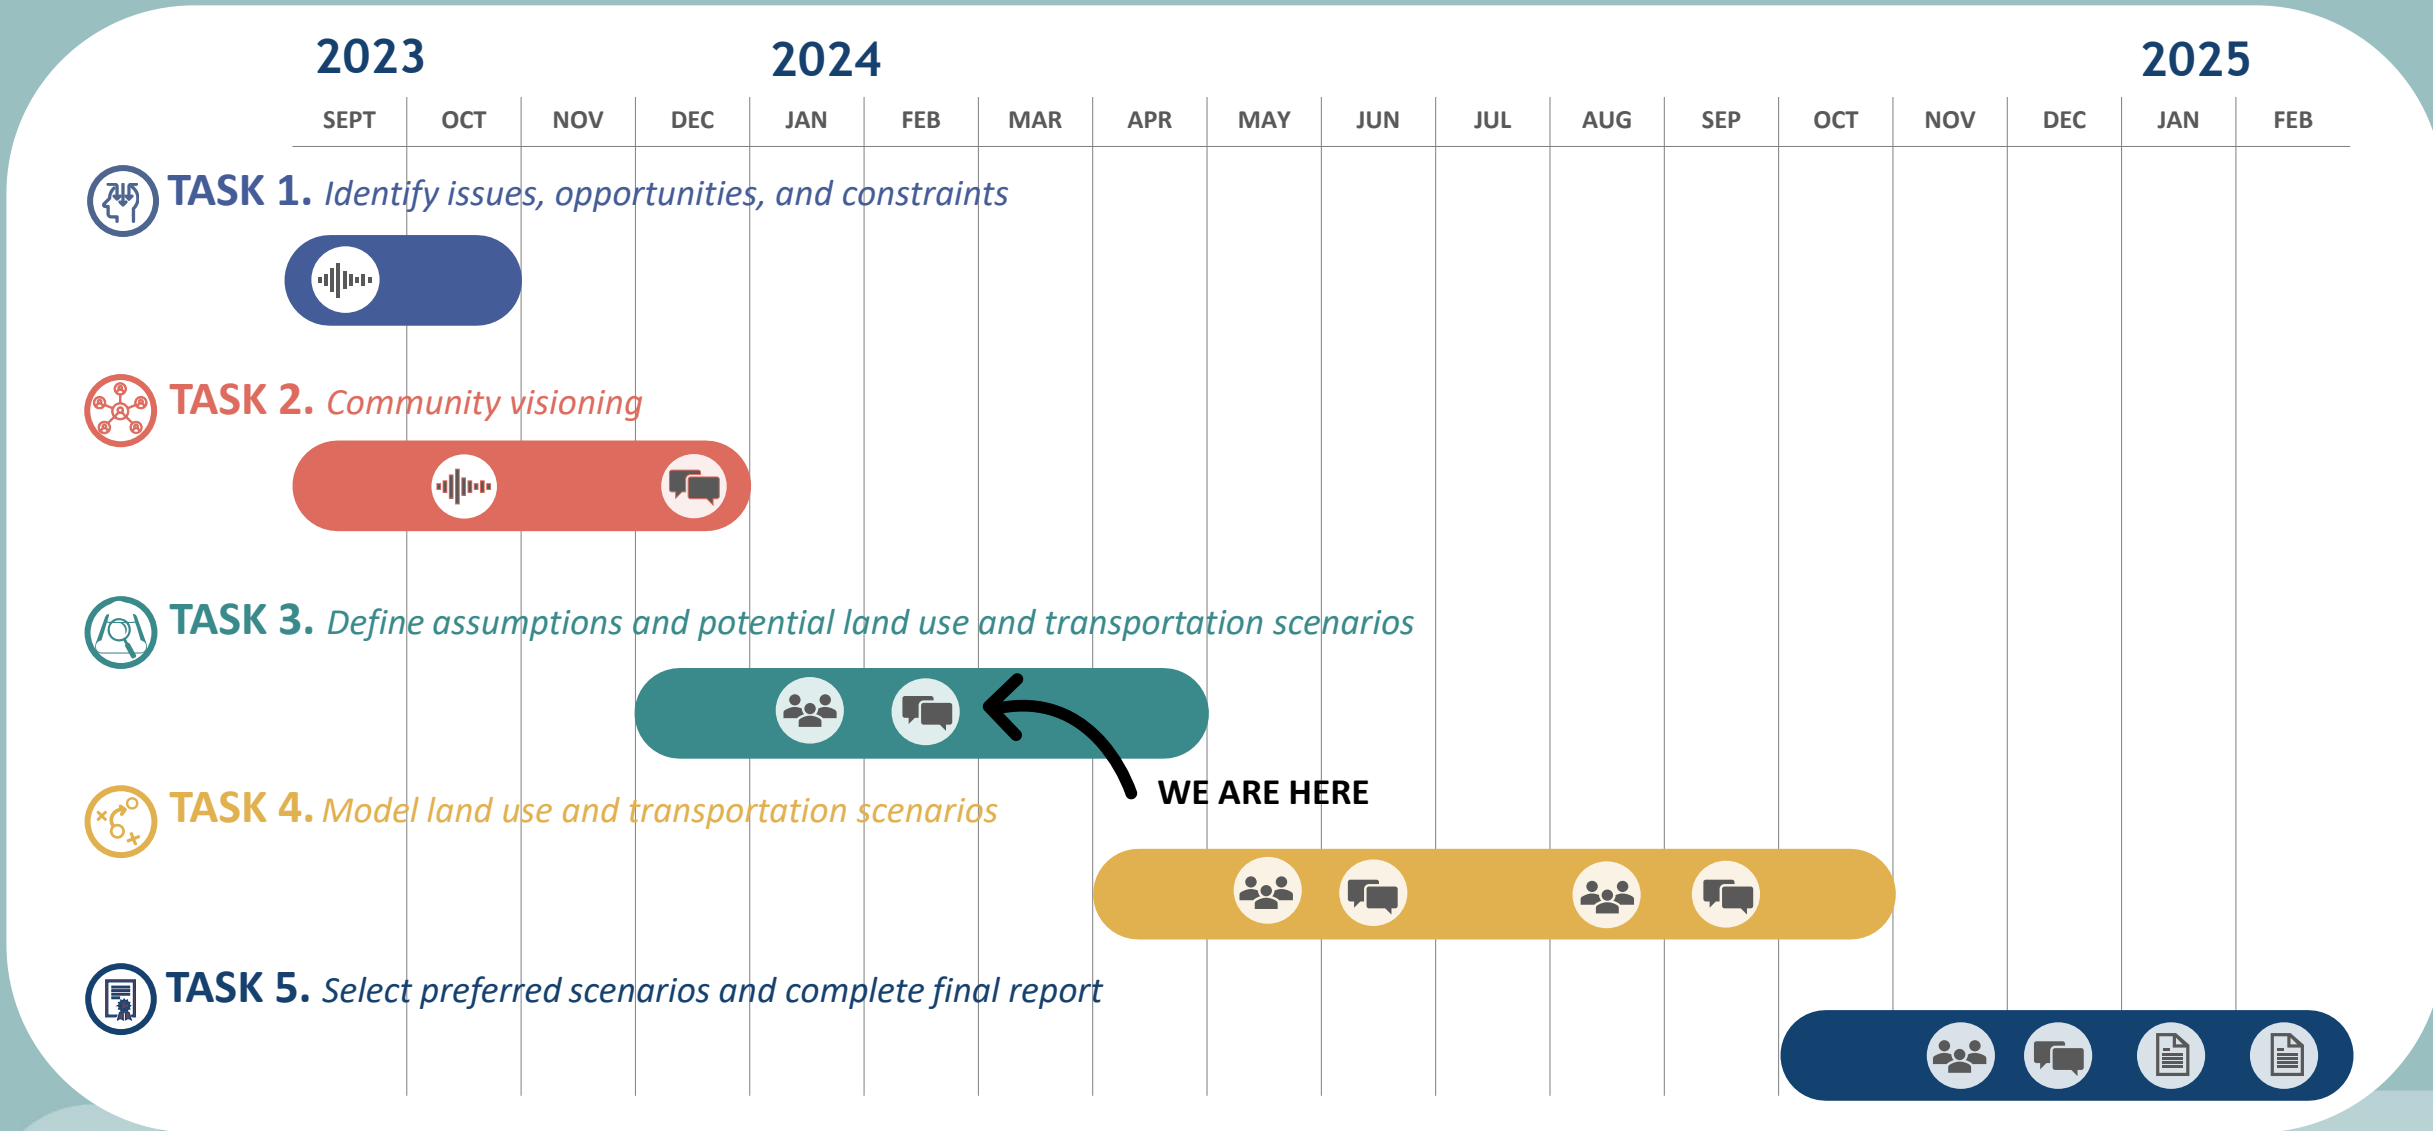 2023 2024 2025
SEPT OCT NOV DEC JAN FEB MAR APR MAY JUN JUL AUG SEP OCT NOV DEC JAN FEB
TASK 1. Identify issues, opportunities, and constraints
TASK 2. Community visioning
TASK 3. Define assumptions and potential land use and transportation scenarios
WE ARE HERE
TASK 4. Model land use and transportation scenarios
TASK 5. Select preferred scenarios and complete final report